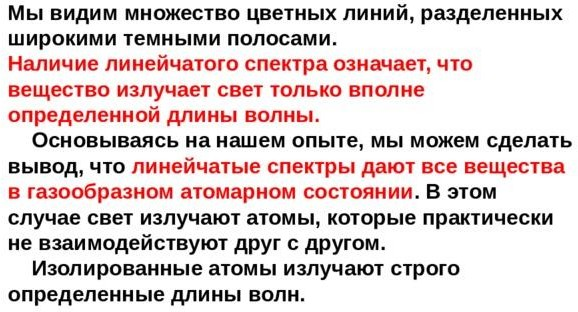 Мы видим множество цветных линий, разделенных
широкими темными полосами.
Наличие линейчатого спектра означает, что
вещество излучает свет только вполне
определенной длины волны.
Основываясь на нашем опыте, мы можем сделать
вывод, что линейчатые спектры дают все вещества
в газообразном атомарном состоянии. В этом
случае свет излучают атомы, которые практически
не взаимодействуют друг с другом.
Изолированные атомы излучают строго
определенные длины волн.